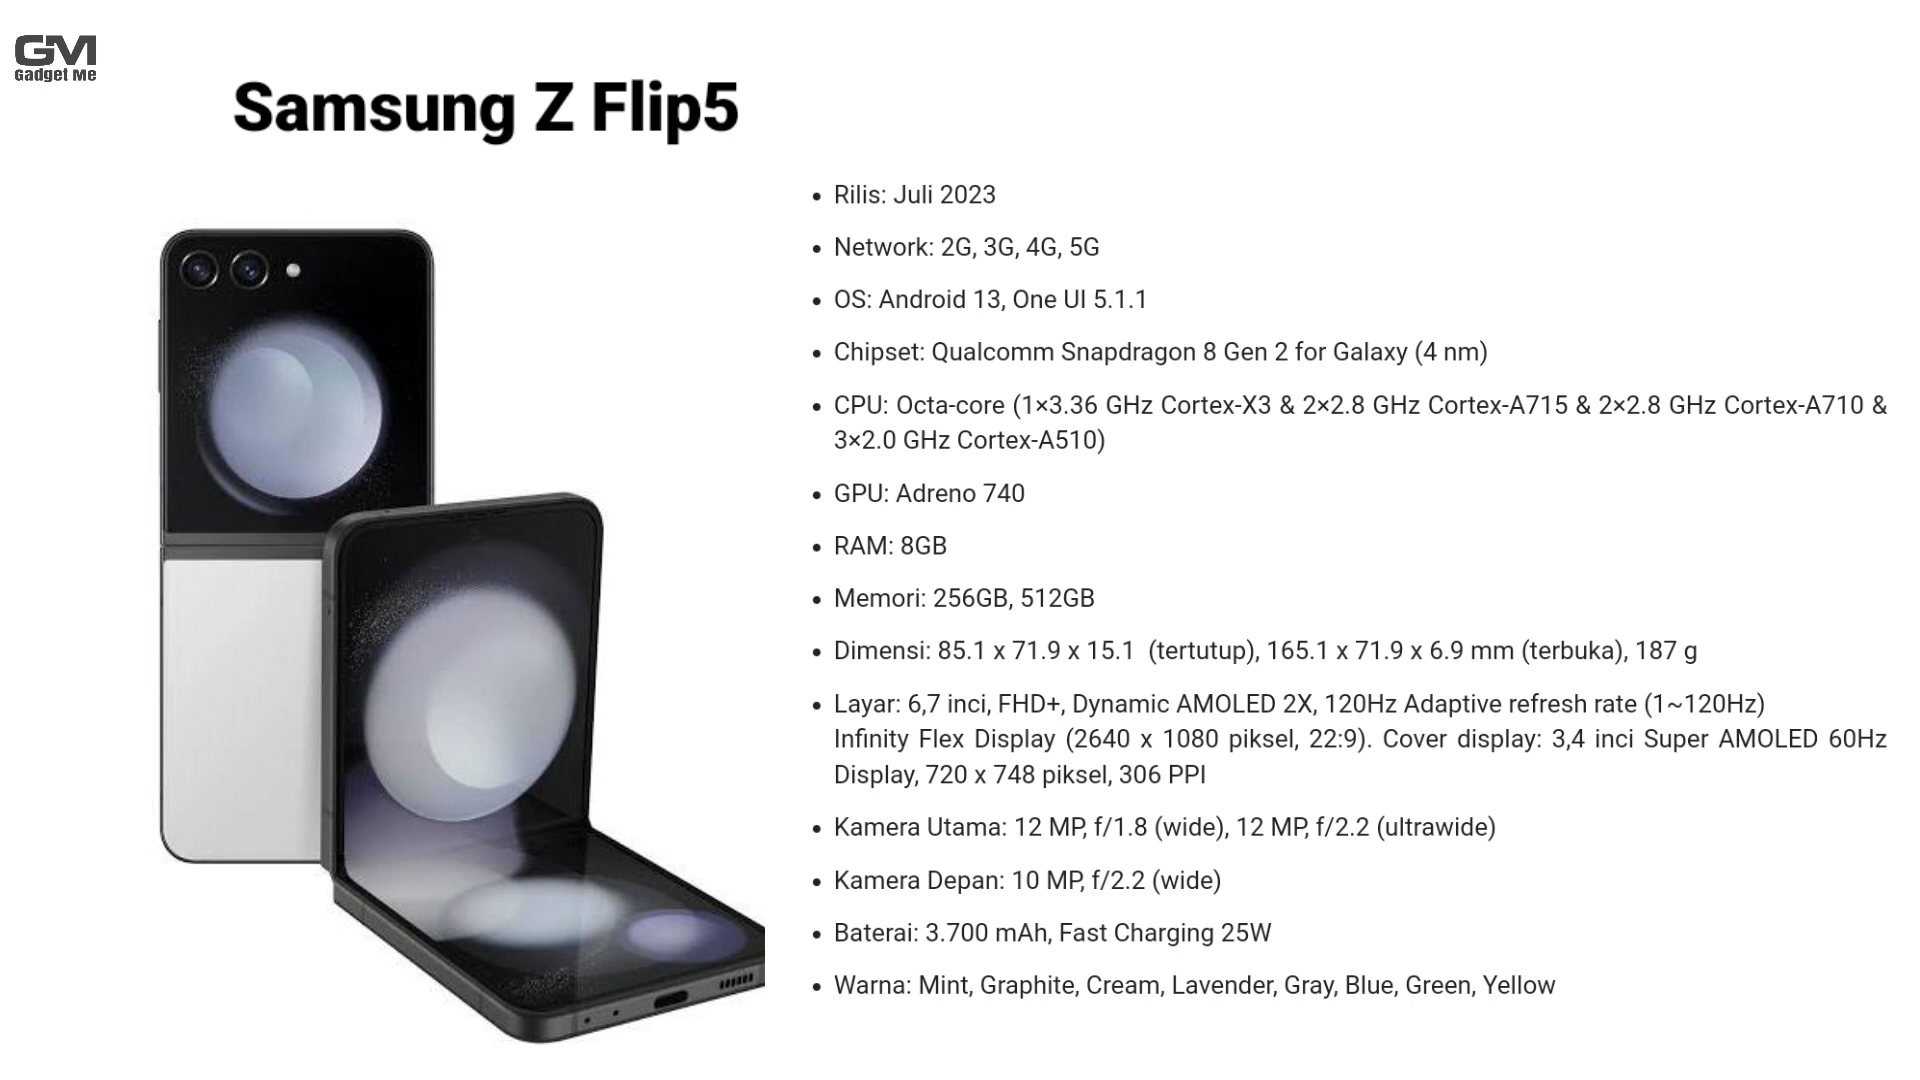 GM
Gadget Me
Samsung Z Flip5
• Rilis: Juli 2023
• Network: 2G, 3G, 4G, 5G
• OS: Android 13, One UI 5.1.1
• Chipset: Qualcomm Snapdragon 8 Gen 2 for Galaxy (4 nm)
• CPU: Octa-core (1×3.36 GHz Cortex-X3 & 2×2.8 GHz Cortex-A715 & 2×2.8 GHz Cortex-A710 &
3×2.0 GHz Cortex-A510)
• GPU: Adreno 740
• RAM: 8GB
• Memori: 256GB, 512GB
• Dimensi: 85.1 x 71.9 x 15.1 (tertutup), 165.1 x 71.9 x 6.9 mm (terbuka), 187 g
• Layar: 6,7 inci, FHD+, Dynamic AMOLED 2X, 120Hz Adaptive refresh rate (1~120Hz)
Infinity Flex Display (2640 x 1080 piksel, 22:9). Cover display: 3,4 inci Super AMOLED 60Hz
Display, 720 x 748 piksel, 306 PPI
• Kamera Utama: 12 MP, f/1.8 (wide), 12 MP, f/2.2 (ultrawide)
• Kamera Depan: 10 MP, f/2.2 (wide)
• Baterai: 3.700 mAh, Fast Charging 25W
• Warna: Mint, Graphite, Cream, Lavender, Gray, Blue, Green, Yellow